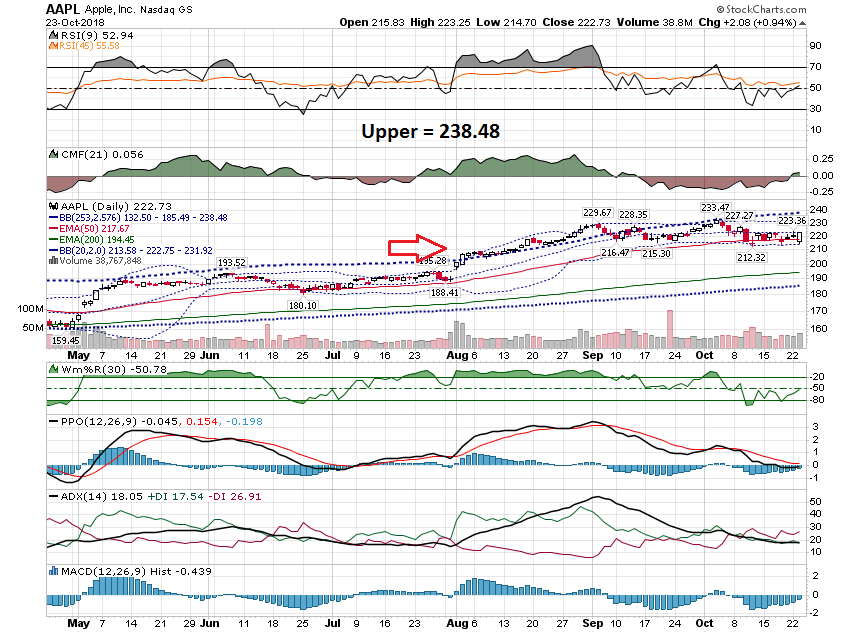 AAPL Apple, Inc. Nasdaq GS © StockCharts.com
23-Oct-2018 Open 215.83 High 223.25 Low 214.70 Close 222.73 Volume 38.8M Chg +2.08 (+0.94%)
RSI(9) 52.94
RSI(45) 55.58
90
70
50
30
10
Upper = 238.48
CMF(21) 0.056
0.25
0.00
-0.25
AAPL (Daily) 222.73
BB(253,2.576) 132.50 - 185.49 - 238.48
EMA(50) 217.67
EMA(200) 194.45
BB(20,2.0) 213.58 - 222.75 - 231.92
Volume 38,767,848
159.45
193.52
180.10
195.28
188.41
229.67
228.35
216.47
215.30
233.47
227.27
212.32
223.36
240
230
220
210
200
190
180
170
160
100M
50M
May 7 14 21 25 Jun 11 18 25 Jul 9 16 23 Aug 6 13 20 27 Sep 10 17 24 Oct 8 15 22
Wm%R(30) -50.78
-20
-50
-80
PPO(12,26,9) -0.045, 0.154, -0.198
3
2
1
0
-1
ADX(14) 18.05 +DI 17.54 -DI 26.91
50
40
30
20
10
MACD(12,26,9) Hist -0.439
2
0
-2
May 7 14 21 25 Jun 11 18 25 Jul 9 16 23 Aug 6 13 20 27 Sep 10 17 24 Oct 8 15 22